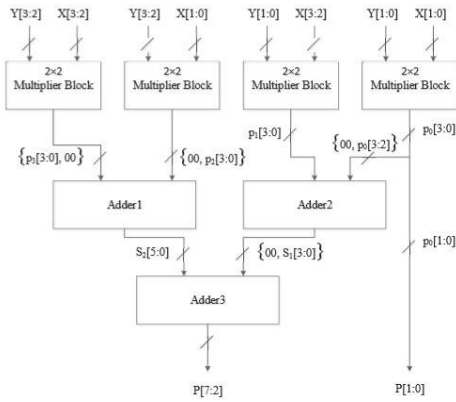 Y[3:2] X[3:2] Y[3:2] X[1:0] Y[1:0] X[3:2] Y[1:0] X[1:0]
2×2 2×2 2×2 2×2
Multiplier Block Multiplier Block Multiplier Block Multiplier Block
p₁[3:0] p₀[3:0]
{p₃[3:0], 00} {00, p₂[3:0]} {00, p₀[3:2]}
Adder1 Adder2
p₀[1:0]
S₂[5:0] {00, S₁[3:0]}
Adder3
P[7:2] P[1:0]